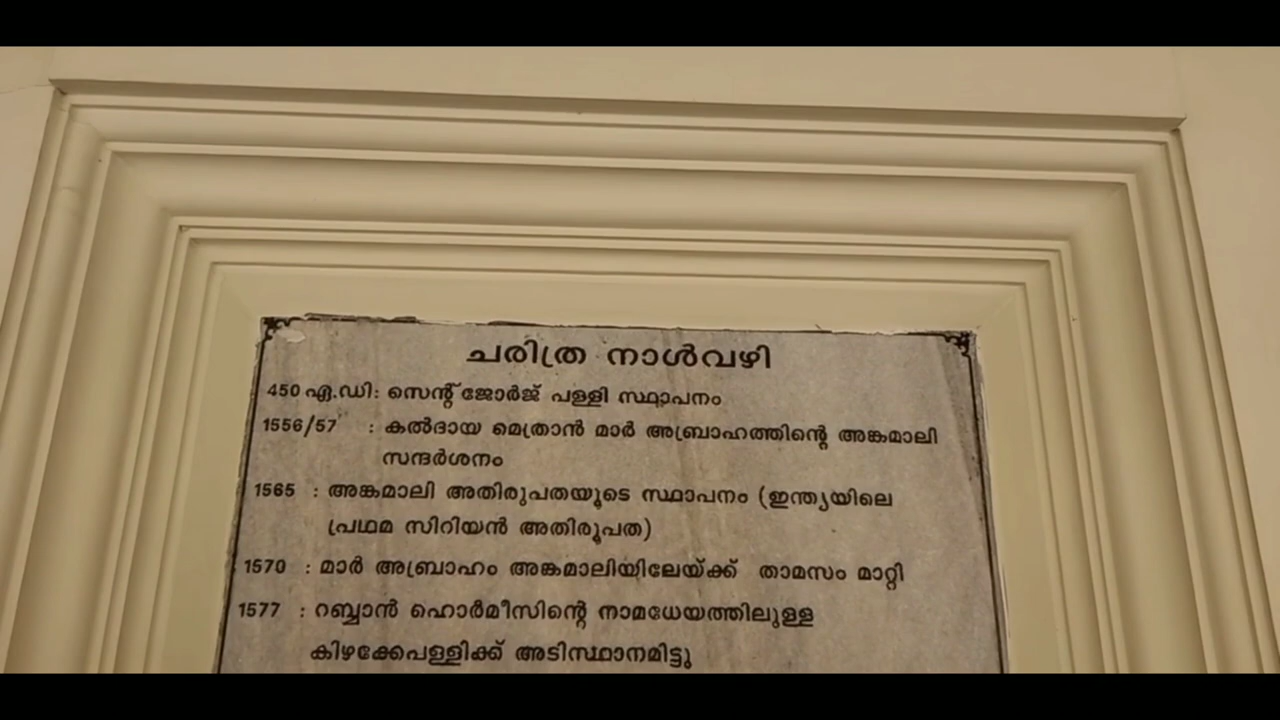 ചരിത്ര നാൾവഴി
450 ഏ.ഡി: സെന്റ് ജോർജ് പള്ളി സ്ഥാപനം
1556/57 : കൽദായ മെത്രാൻ മാർ അബ്രാഹത്തിന്റെ അങ്കമാലി
സന്ദർശനം
1565 : അങ്കമാലി അതിരുപതയുടെ സ്ഥാപനം (ഇന്ത്യയിലെ
പ്രഥമ സിറിയൻ അതിരൂപത)
1570 : മാർ അബ്രാഹം അങ്കമാലിയിലേയ്ക്ക് താമസം മാറ്റി
1577 : റബ്ബാൻ ഹൊർമീസിന്റെ നാമധേയത്തിലുള്ള
കിഴക്കേപള്ളിക്ക് അടിസ്ഥാനമിട്ടു